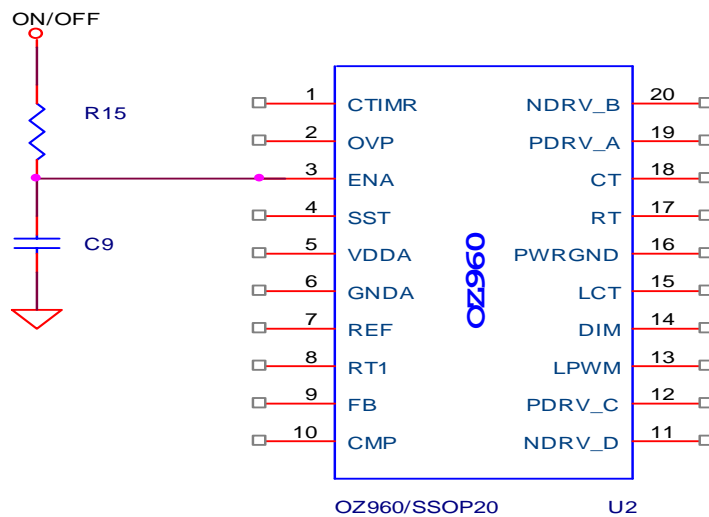 ON/OFF
R15
C9
1 CTIMR NDRV_B 20
2 OVP PDRV_A 19
3 ENA CT 18
4 SST RT 17
5 VDDA PWRGND 16
6 GNDA LCT 15
7 REF DIM 14
8 RT1 LPWM 13
9 FB PDRV_C 12
10 CMP NDRV_D 11
OZ960
OZ960/SSOP20 U2